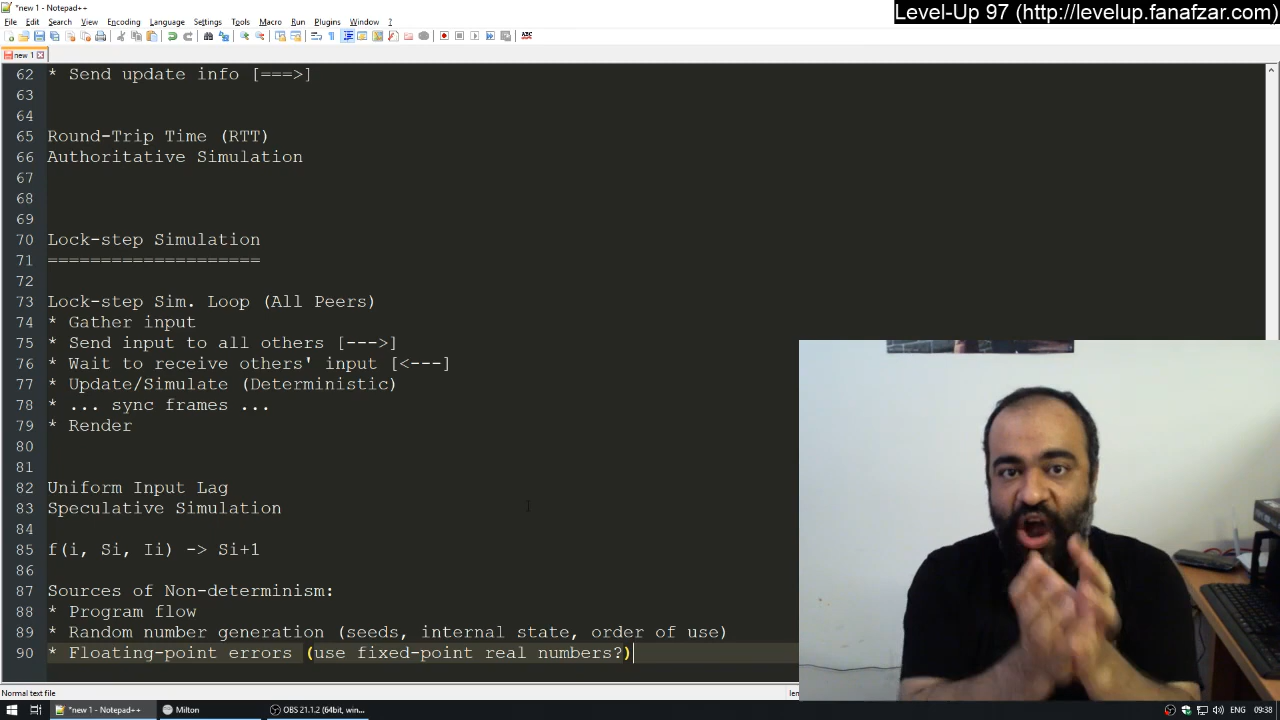 *new 1 - Notepad++
Level-Up 97 (http://levelup.fanafzar.com)
File Edit Search View Encoding Language Settings Tools Macro Run Plugins Window ?
new 1
62 * Send update info [===>]
63
64
65 Round-Trip Time (RTT)
66 Authoritative Simulation
67
68
69
70 Lock-step Simulation
71 ====================
72
73 Lock-step Sim. Loop (All Peers)
74 * Gather input
75 * Send input to all others [--->]
76 * Wait to receive others' input [<---]
77 * Update/Simulate (Deterministic)
78 * ... sync frames ...
79 * Render
80
81
82 Uniform Input Lag
83 Speculative Simulation
84
85 f(i, Si, Ii) -> Si+1
86
87 Sources of Non-determinism:
88 * Program flow
89 * Random number generation (seeds, internal state, order of use)
90 * Floating-point errors (use fixed-point real numbers?)
Normal text file
*new 1 - Notepad++ Milton OBS 21.1.2 (64bit, win... ENG 09:38